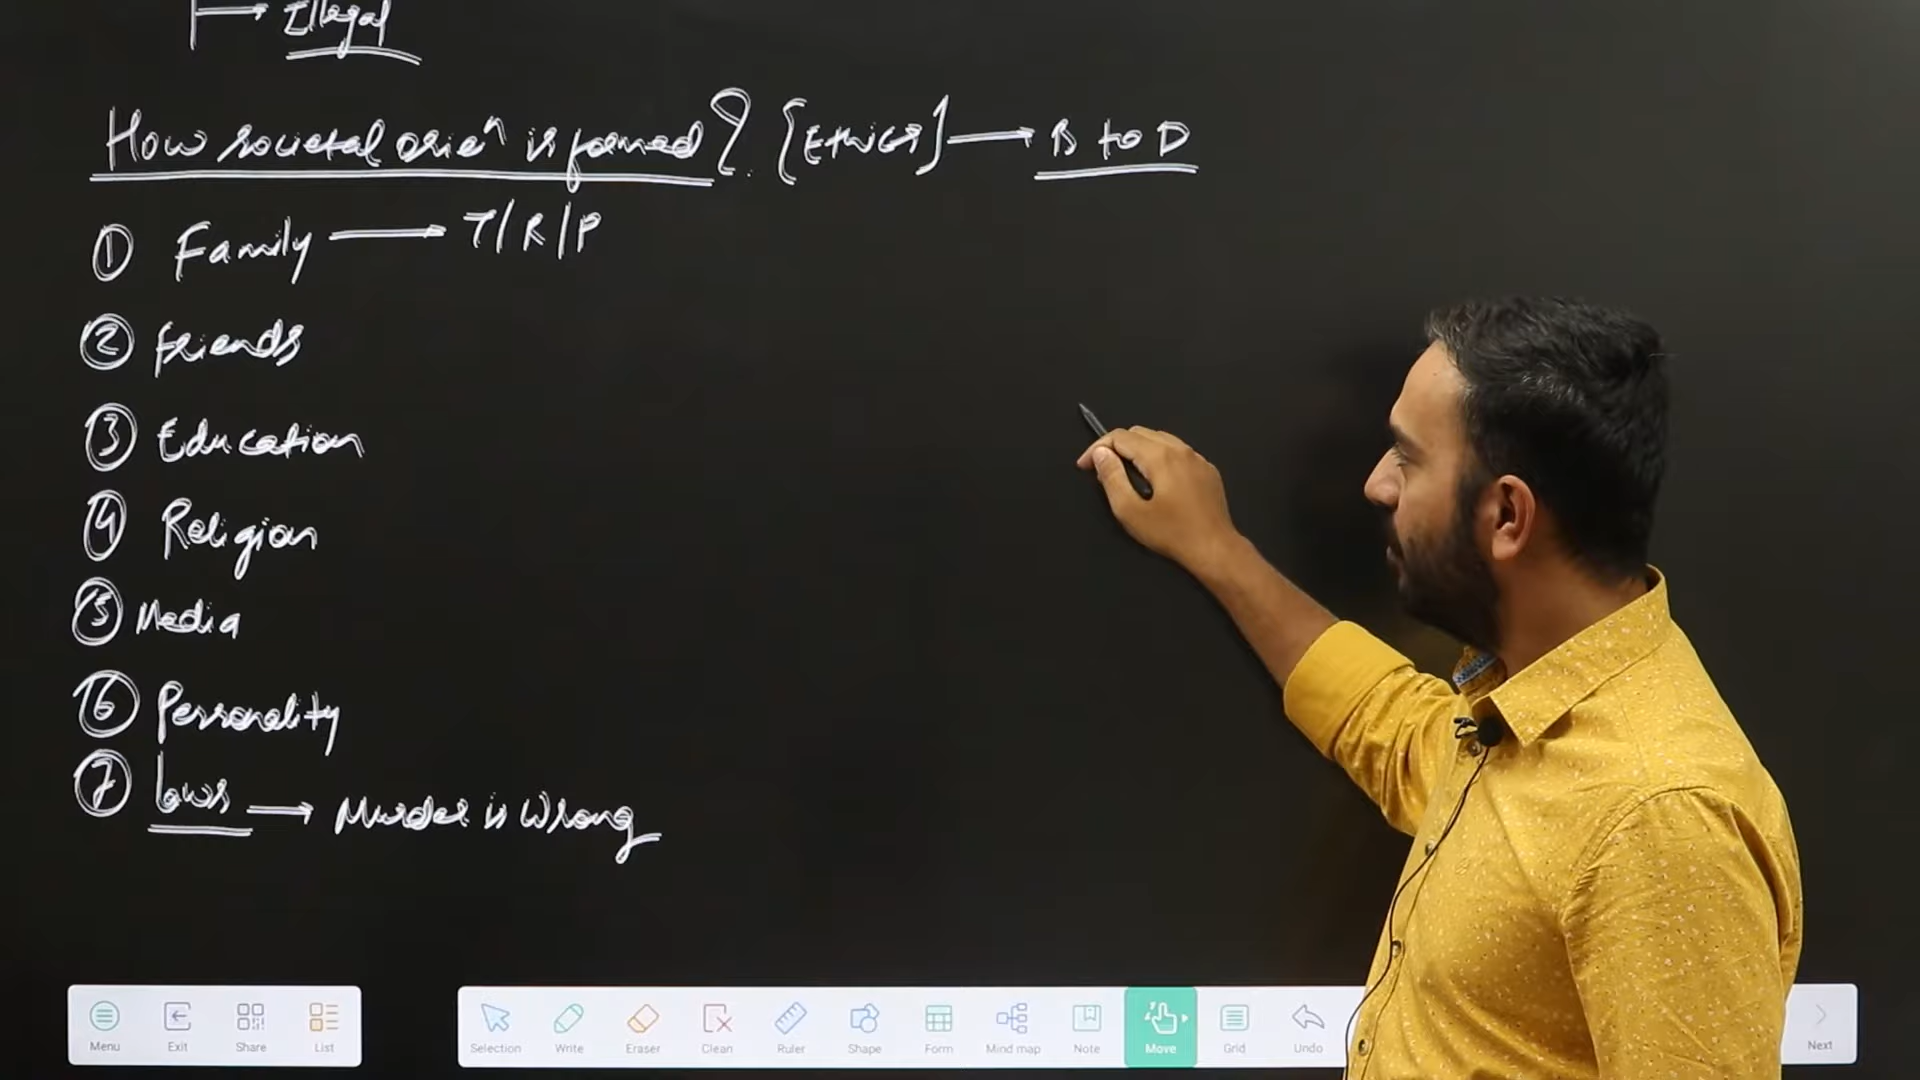 Illegal
How societal orieⁿ is formed? [Ethics] → B to D
① Family → T/R/P
② Friends
③ Education
④ Religion
⑤ Media
⑥ Personality
⑦ Laws → Murder is Wrong
Menu Exit Share List Selection Write Eraser Clean Ruler Shape Form Mind map Note Move Grid Undo Next